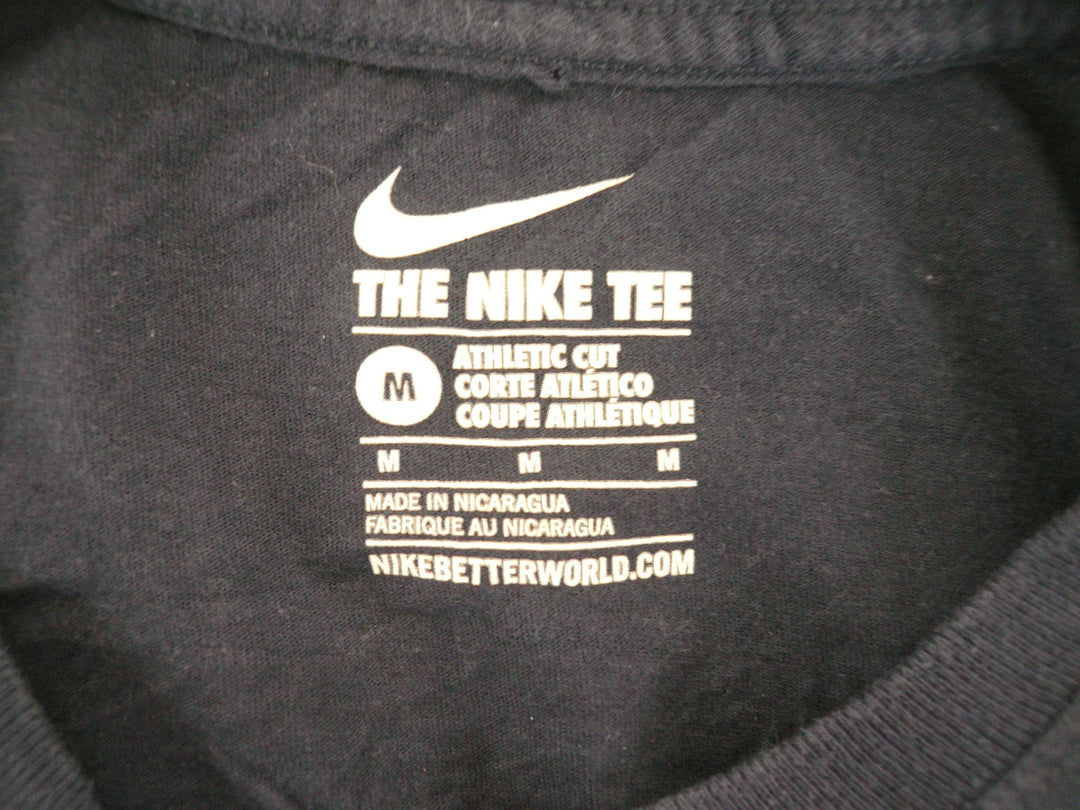 THE NIKE TEE
M
ATHLETIC CUT
CORTE ATLÉTICO
COUPE ATHLÉTIQUE
M M M
MADE IN NICARAGUA
FABRIQUE AU NICARAGUA
NIKEBETTERWORLD.COM